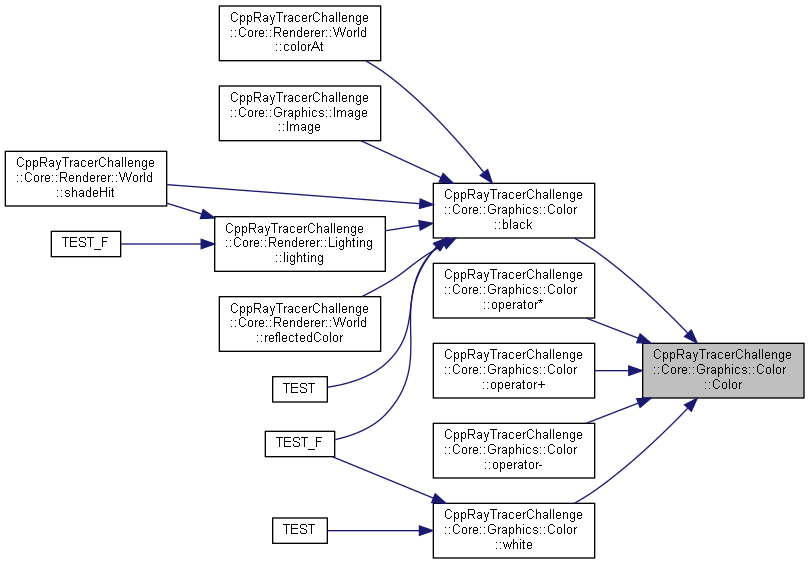 CppRayTracerChallenge
::Core::Renderer::World
::colorAt
CppRayTracerChallenge
::Core::Graphics::Image
::Image
CppRayTracerChallenge
::Core::Renderer::World
::shadeHit
CppRayTracerChallenge
::Core::Graphics::Color
::black
CppRayTracerChallenge
::Core::Renderer::Lighting
::lighting
TEST_F
CppRayTracerChallenge
::Core::Graphics::Color
::operator*
CppRayTracerChallenge
::Core::Renderer::World
::reflectedColor
CppRayTracerChallenge
::Core::Graphics::Color
::operator+
CppRayTracerChallenge
::Core::Graphics::Color
::Color
TEST
TEST_F
CppRayTracerChallenge
::Core::Graphics::Color
::operator-
TEST
CppRayTracerChallenge
::Core::Graphics::Color
::white